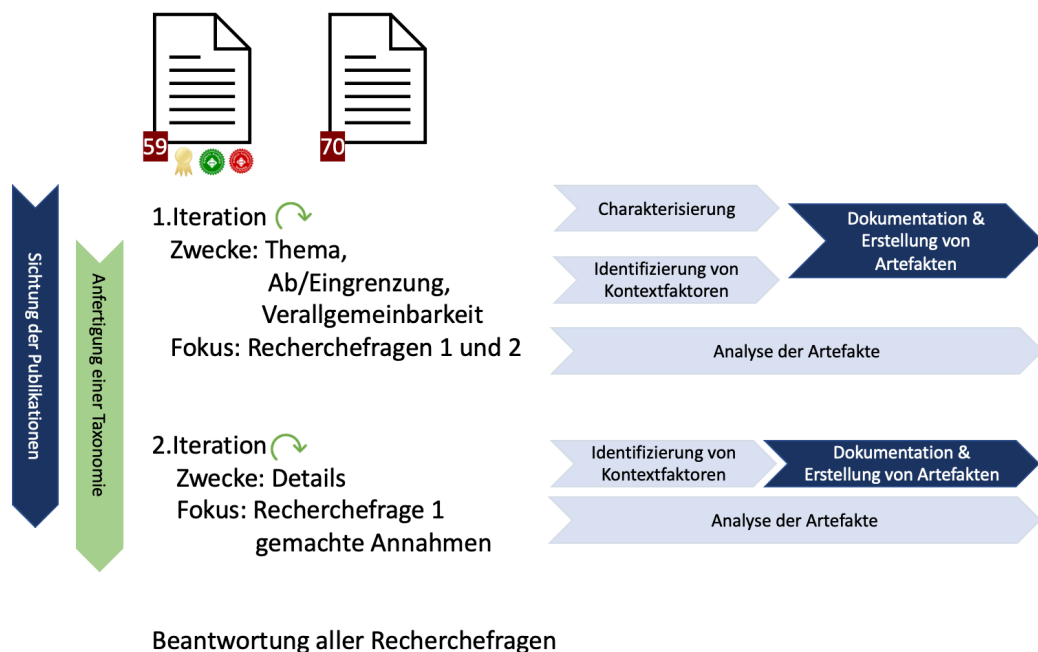 59
70
Sichtung der Publikationen
Anfertigung einer Taxonomie
1.Iteration
Zwecke: Thema,
Ab/Eingrenzung,
Verallgemeinbarkeit
Fokus: Recherchefragen 1 und 2
Charakterisierung
Identifizierung von
Kontextfaktoren
Dokumentation &
Erstellung von
Artefakten
Analyse der Artefakte
2.Iteration
Zwecke: Details
Fokus: Recherchefrage 1
gemachte Annahmen
Identifizierung von
Kontextfaktoren
Dokumentation &
Erstellung von Artefakten
Analyse der Artefakte
Beantwortung aller Recherchefragen